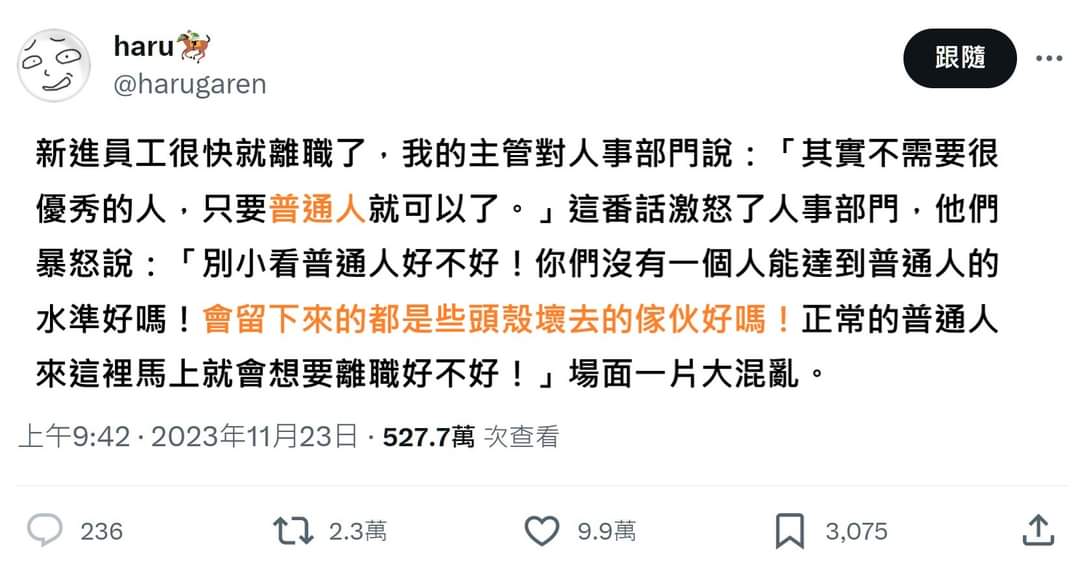 haru🏇
@harugaren
跟隨
新進員工很快就離職了，我的主管對人事部門說：「其實不需要很
優秀的人，只要普通人就可以了。」這番話激怒了人事部門，他們
暴怒說：「別小看普通人好不好！你們沒有一個人能達到普通人的
水準好嗎！會留下來的都是些頭殼壞去的傢伙好嗎！正常的普通人
來這裡馬上就會想要離職好不好！」場面一片大混亂。
上午9:42 · 2023年11月23日 · 527.7萬 次查看
236 2.3萬 9.9萬 3,075